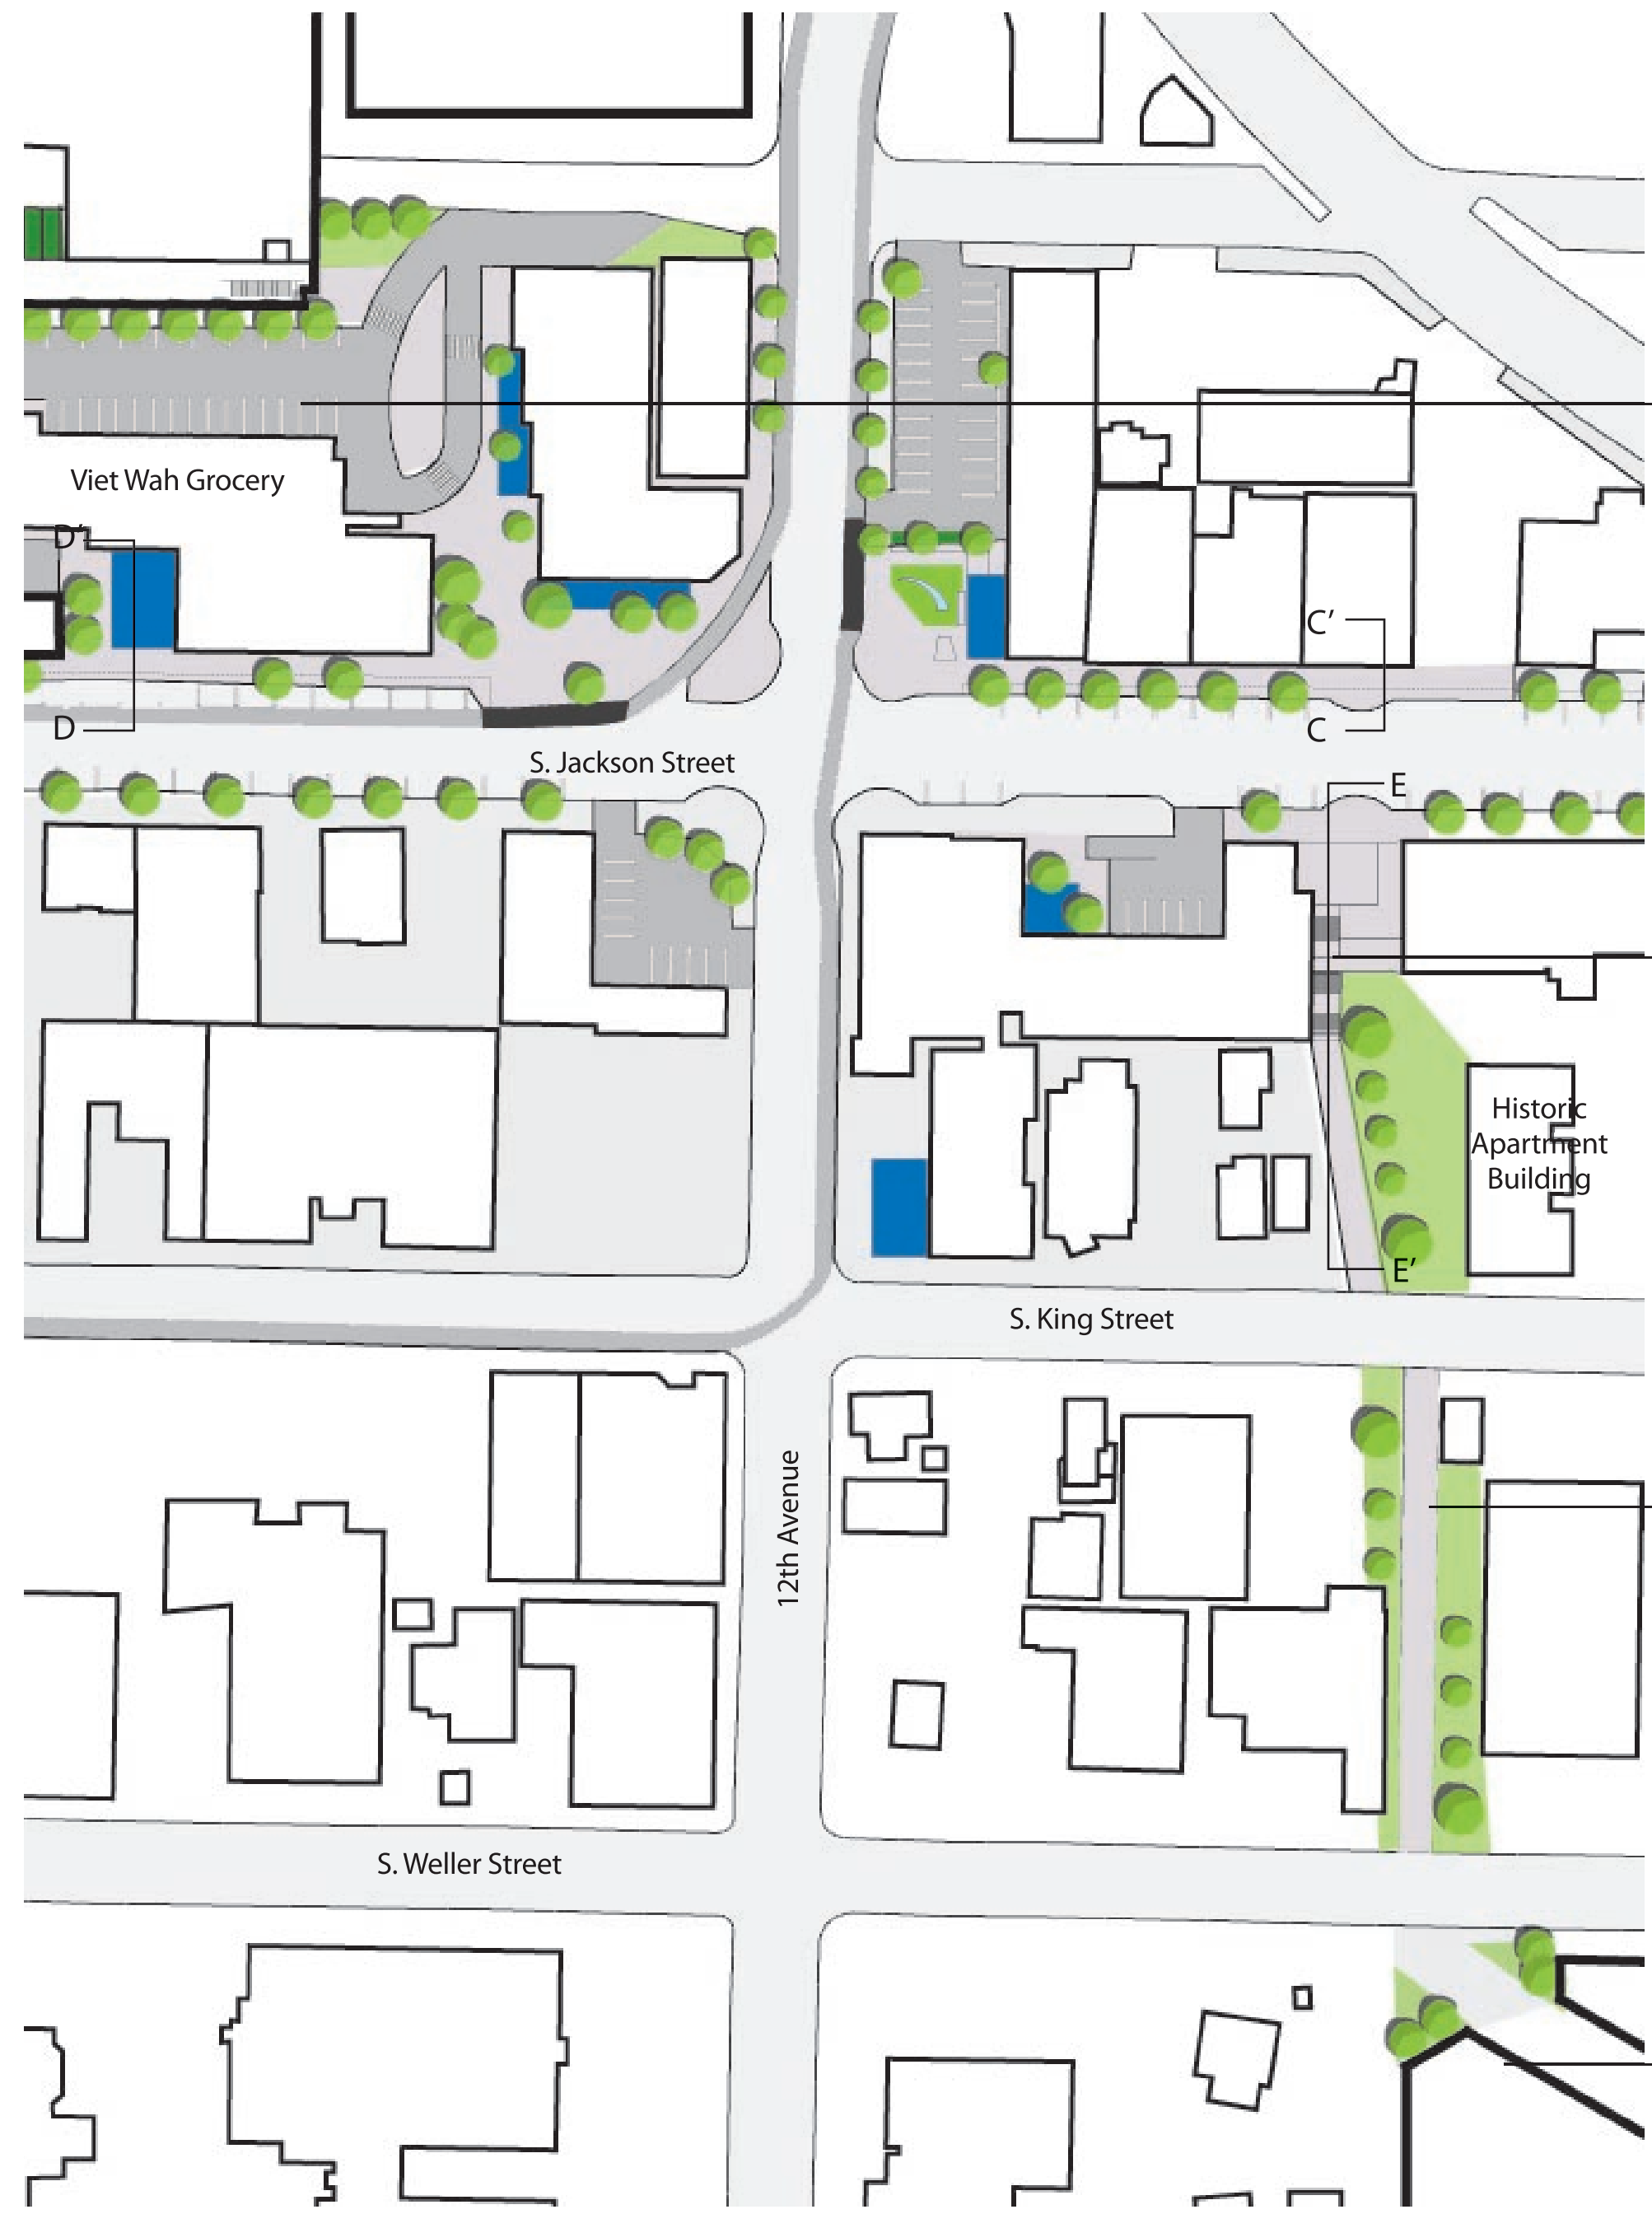 Viet Wah Grocery
D’
C’
D
C
S. Jackson Street
E
Historic
Apartment
Building
E’
S. King Street
12th Avenue
S. Weller Street